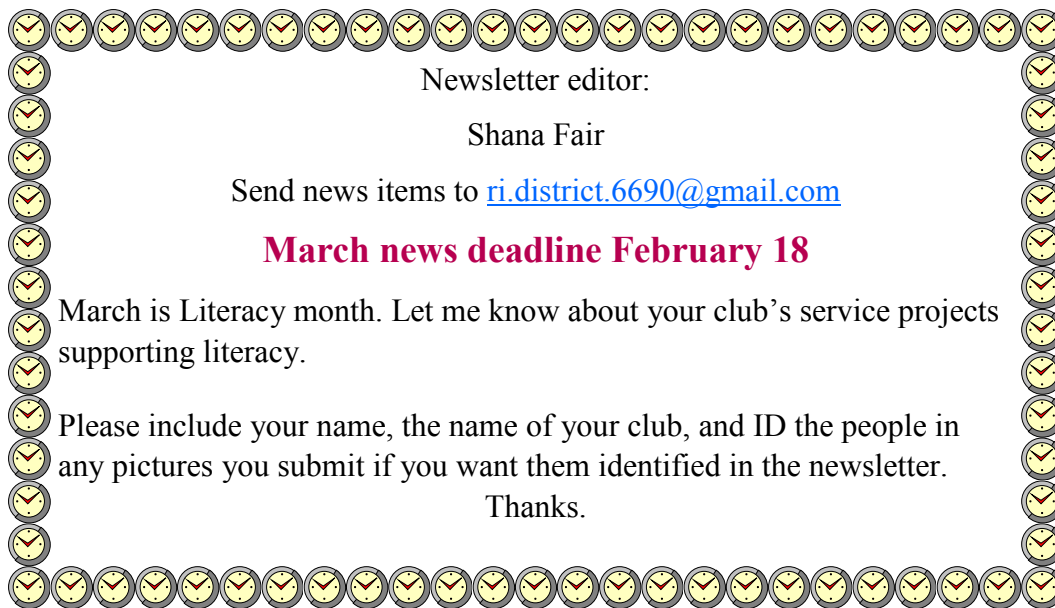 Newsletter editor:
Shana Fair
Send news items to ri.district.6690@gmail.com
March news deadline February 18
March is Literacy month. Let me know about your club’s service projects
supporting literacy.
Please include your name, the name of your club, and ID the people in
any pictures you submit if you want them identified in the newsletter.
Thanks.